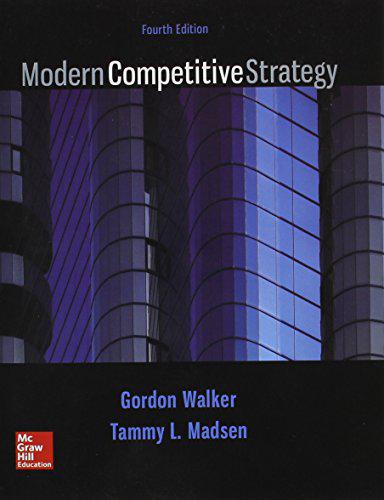 Fourth Edition
Modern Competitive Strategy
Gordon Walker
Tammy L. Madsen
Mc
Graw
Hill
Education